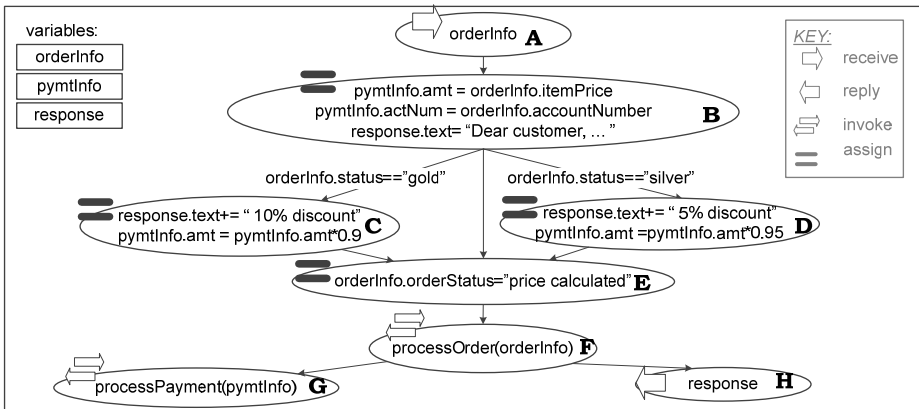 variables:
orderInfo
pymtInfo
response
orderInfo A
pymtInfo.amt = orderInfo.itemPrice
pymtInfo.actNum = orderInfo.accountNumber
response.text= “Dear customer, … ”
B
KEY:
receive
reply
invoke
assign
orderInfo.status==”gold”
orderInfo.status==”silver”
response.text+= “ 10% discount”
pymtInfo.amt = pymtInfo.amt*0.9
C
response.text+= “ 5% discount”
pymtInfo.amt =pymtInfo.amt*0.95
D
orderInfo.orderStatus=”price calculated” E
processOrder(orderInfo) F
processPayment(pymtInfo) G
response H